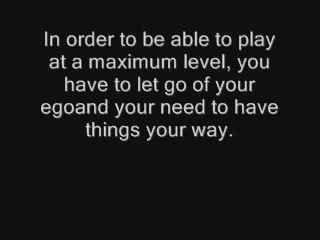 In order to be able to play
at a maximum level, you
have to let go of your
egoand your need to have
things your way.